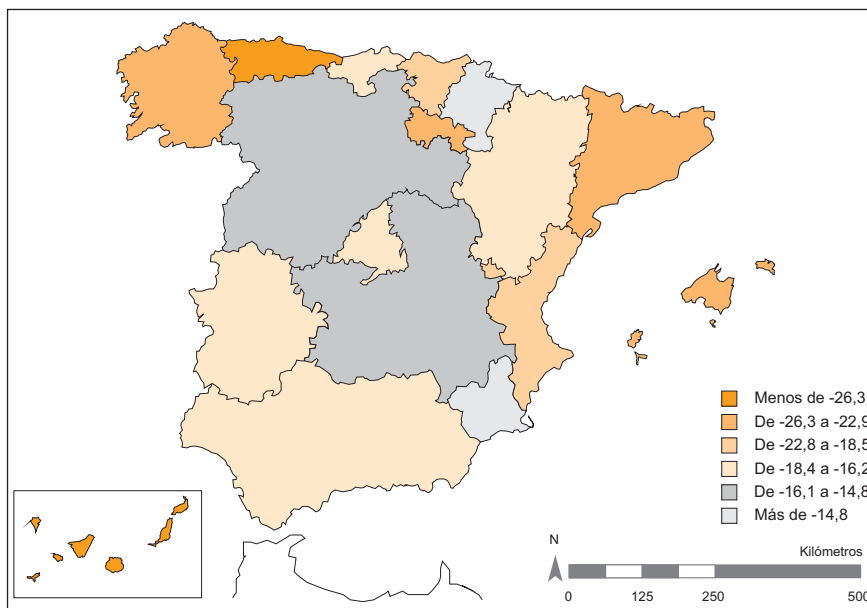 Menos de -26,3
De -26,3 a -22,9
De -22,8 a -18,5
De -18,4 a -16,2
De -16,1 a -14,8
Más de -14,8
N
Kilómetros
0 125 250 500